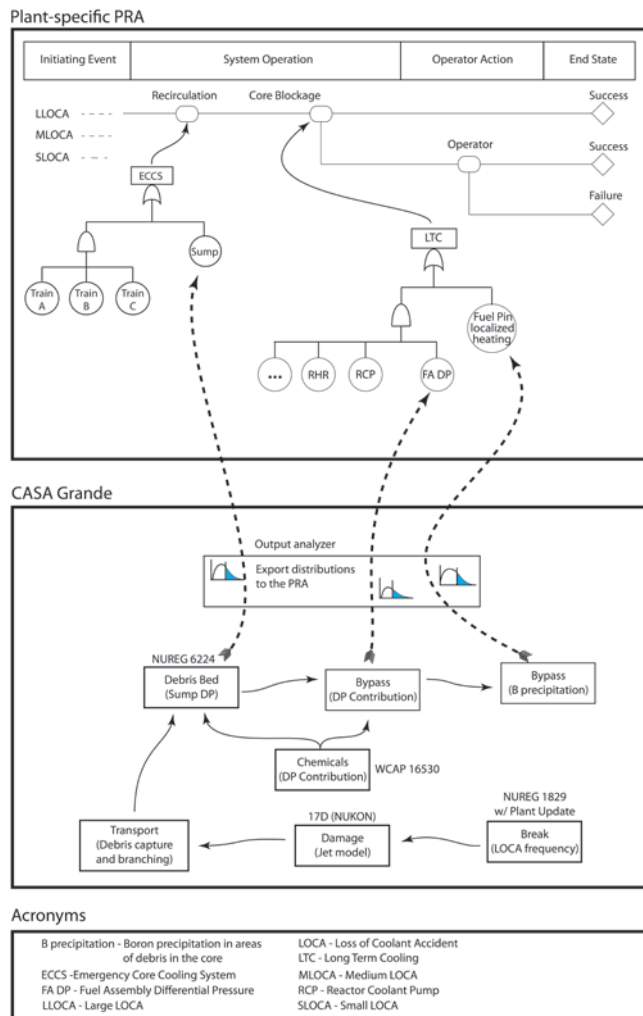 Plant-specific PRA
Initiating Event
System Operation
Operator Action
End State
Recirculation
Core Blockage
Success
LLOCA
MLOCA
SLOCA
Operator
Success
ECCS
Failure
Sump
LTC
Train
A
Train
B
Train
C
Fuel Pin
localized
heating
...
RHR
RCP
FA DP
CASA Grande
Output analyzer
Export distributions
to the PRA
NUREG 6224
Debris Bed
(Sump DP)
Bypass
(DP Contribution)
Bypass
(B precipitation)
Chemicals
(DP Contribution)
WCAP 16530
NUREG 1829
w/ Plant Update
17D (NUKON)
Transport
(Debris capture
and branching)
Damage
(Jet model)
Break
(LOCA frequency)
Acronyms
B precipitation - Boron precipitation in areas
of debris in the core
ECCS -Emergency Core Cooling System
FA DP - Fuel Assembly Differential Pressure
LLOCA - Large LOCA
LOCA - Loss of Coolant Accident
LTC - Long Term Cooling
MLOCA - Medium LOCA
RCP - Reactor Coolant Pump
SLOCA - Small LOCA